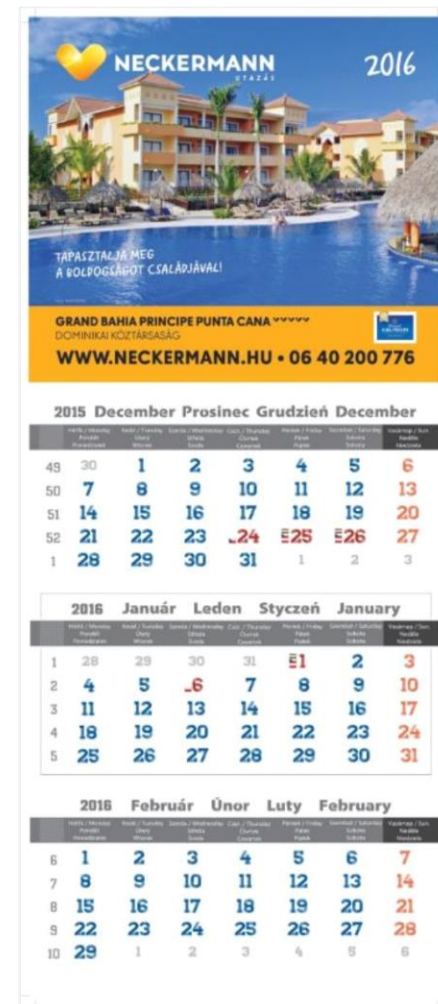 NECKERMANN
UTAZÁS
2016
TAPASZTALJA MEG
A BOLDOGSÁGOT CSALÁDJÁVAL!
GRAND BAHIA PRINCIPE PUNTA CANA
DOMINIKAI KÖZTÁRSASÁG
WWW.NECKERMANN.HU • 06 40 200 776
2015 December Prosinec Grudzień December
49 30 1 2 3 4 5 6
50 7 8 9 10 11 12 13
51 14 15 16 17 18 19 20
52 21 22 23 24 25 26 27
1 28 29 30 31 1 2 3
2016 Január Leden Styczeń January
1 28 29 30 31 1 2 3
2 4 5 6 7 8 9 10
3 11 12 13 14 15 16 17
4 18 19 20 21 22 23 24
5 25 26 27 28 29 30 31
2016 Február Únor Luty February
6 1 2 3 4 5 6 7
7 8 9 10 11 12 13 14
8 15 16 17 18 19 20 21
9 22 23 24 25 26 27 28
10 29 1 2 3 4 5 6